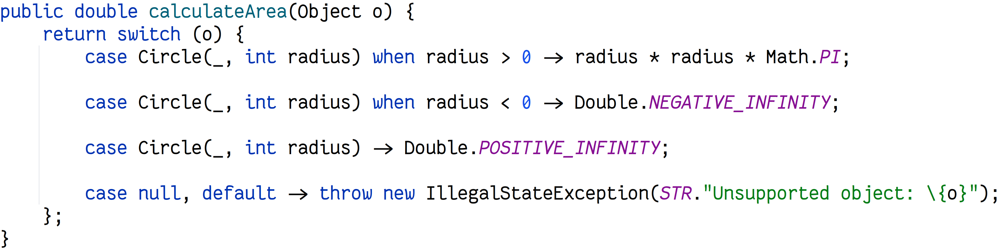 public double calculateArea(Object o) {
    return switch (o) {
        case Circle(_, int radius) when radius > 0 -> radius * radius * Math.PI;
        case Circle(_, int radius) when radius < 0 -> Double.NEGATIVE_INFINITY;
        case Circle(_, int radius) -> Double.POSITIVE_INFINITY;
        case null, default -> throw new IllegalStateException(STR."Unsupported object: \{o}");
    };
}